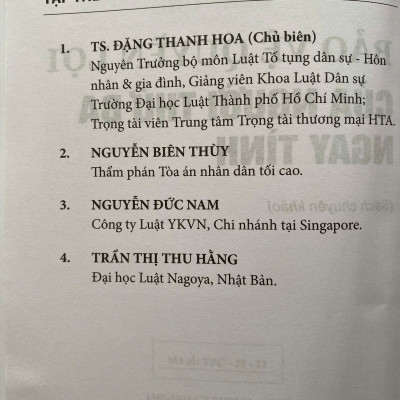 1. TS. ĐẶNG THANH HOA (Chủ biên)
Nguyên Trưởng bộ môn Luật Tố tụng dân sự - Hôn
nhân & gia đình, Giảng viên Khoa Luật Dân sự
Trường Đại học Luật Thành phố Hồ Chí Minh;
Trọng tài viên Trung tâm Trọng tài thương mại HTA.
2. NGUYỄN BIÊN THÙY
Thẩm phán Tòa án nhân dân tối cao.
3. NGUYỄN ĐỨC NAM
Công ty Luật YKVN, Chi nhánh tại Singapore.
4. TRẦN THỊ THU HẰNG
Đại học Luật Nagoya, Nhật Bản.